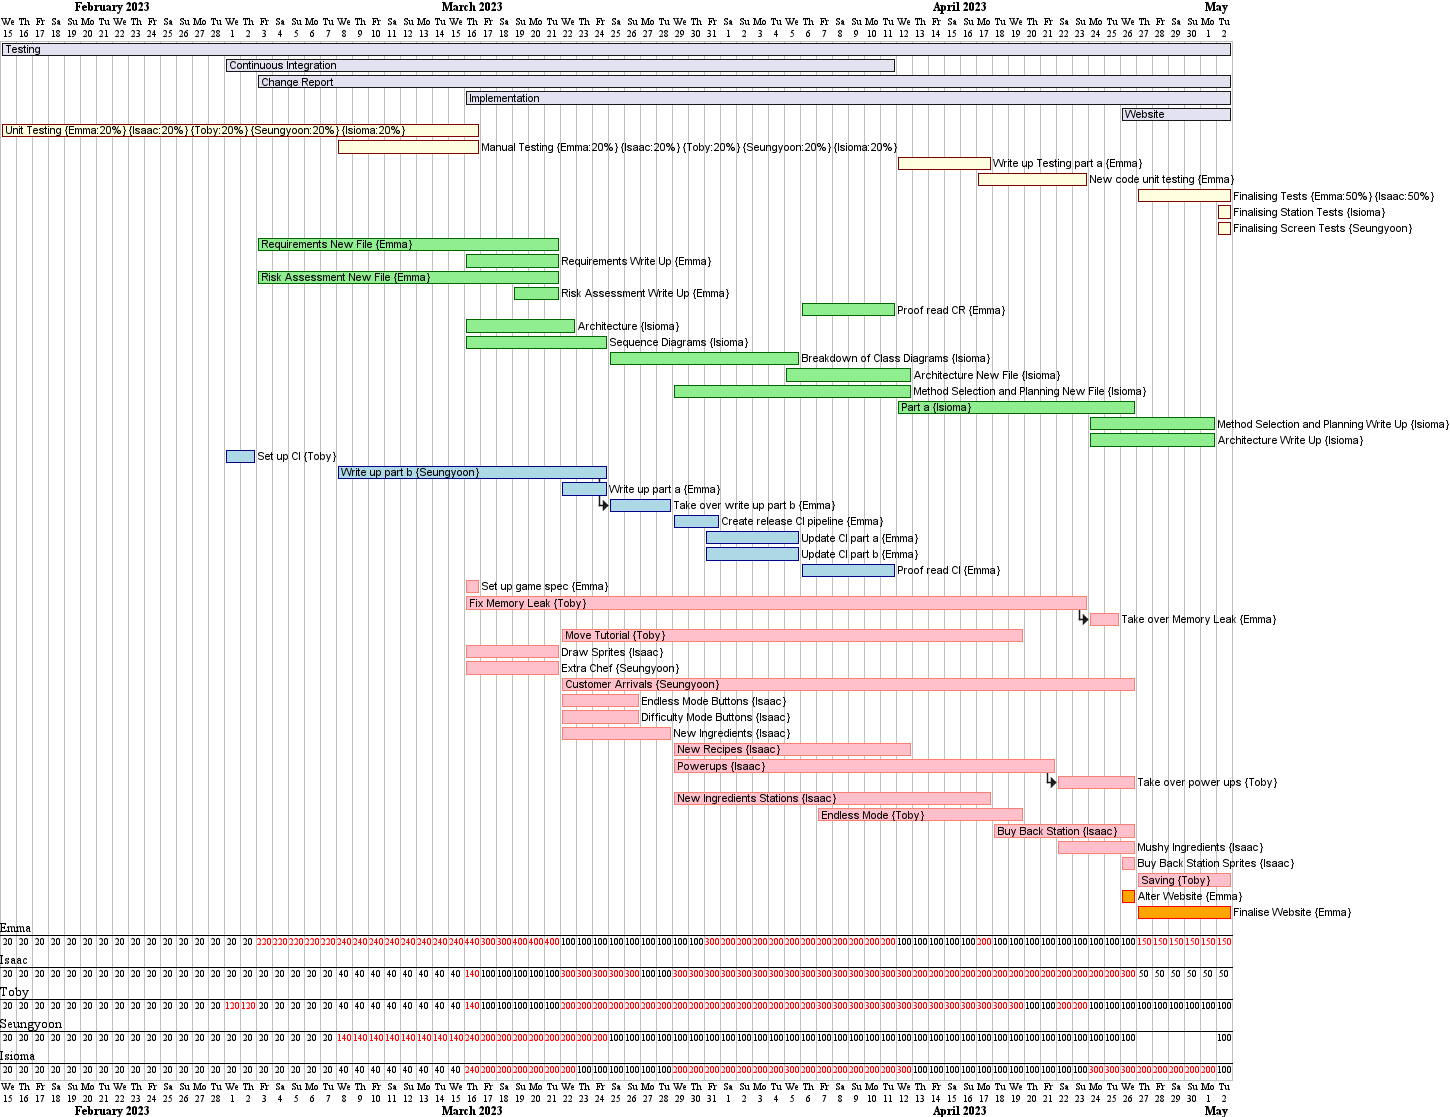 February 2023 March 2023 April 2023 May
We Th Fr Sa Su Mo Tu We Th Fr Sa Su Mo Tu We Th Fr Sa Su Mo Tu We Th Fr Sa Su Mo Tu We Th Fr Sa Su Mo Tu We Th Fr Sa Su Mo Tu We Th Fr Sa Su Mo Tu We Th Fr Sa Su Mo Tu We Th Fr Sa Su Mo Tu We Th Fr Sa Su Mo Tu We Th Fr Sa Su Mo Tu
15 16 17 18 19 20 21 22 23 24 25 26 27 28 1 2 3 4 5 6 7 8 9 10 11 12 13 14 15 16 17 18 19 20 21 22 23 24 25 26 27 28 29 30 31 1 2 3 4 5 6 7 8 9 10 11 12 13 14 15 16 17 18 19 20 21 22 23 24 25 26 27 28 29 30 1 2
Testing
Continuous Integration
Change Report
Implementation
Website
Unit Testing {Emma:20%} {Isaac:20%} {Toby:20%} {Seungyoon:20%} {Isioma:20%}
Manual Testing {Emma:20%} {Isaac:20%} {Toby:20%} {Seungyoon:20%} {Isioma:20%}
Write up Testing part a {Emma}
New code unit testing {Emma}
Finalising Tests {Emma:50%} {Isaac:50%}
Finalising Station Tests {Isioma}
Finalising Screen Tests {Seungyoon}
Requirements New File {Emma}
Requirements Write Up {Emma}
Risk Assessment New File {Emma}
Risk Assessment Write Up {Emma}
Proof read CR {Emma}
Architecture {Isioma}
Sequence Diagrams {Isioma}
Breakdown of Class Diagrams {Isioma}
Architecture New File {Isioma}
Method Selection and Planning New File {Isioma}
Part a {Isioma}
Method Selection and Planning Write Up {Isioma}
Architecture Write Up {Isioma}
Set up CI {Toby}
Write up part b {Seungyoon}
Write up part a {Emma}
Take over write up part b {Emma}
Create release CI pipeline {Emma}
Update CI part a {Emma}
Update CI part b {Emma}
Proof read CI {Emma}
Set up game spec {Emma}
Fix Memory Leak {Toby}
Take over Memory Leak {Emma}
Move Tutorial {Toby}
Draw Sprites {Isaac}
Extra Chef {Seungyoon}
Customer Arrivals {Seungyoon}
Endless Mode Buttons {Isaac}
Difficulty Mode Buttons {Isaac}
New Ingredients {Isaac}
New Recipes {Isaac}
Powerups {Isaac}
Take over power ups {Toby}
New Ingredients Stations {Isaac}
Endless Mode {Toby}
Buy Back Station {Isaac}
Mushy Ingredients {Isaac}
Buy Back Station Sprites {Isaac}
Saving {Toby}
Alter Website {Emma}
Finalise Website {Emma}
Emma
20 20 20 20 20 20 20 20 20 20 20 20 20 20 20 20 220 220 220 220 220 240 240 240 240 240 240 240 240 440 300 300 400 400 400 100 100 100 100 100 100 100 100 100 300 200 200 200 200 200 200 200 200 200 200 200 100 100 100 100 100 200 100 100 100 100 100 100 100 100 100 150 150 150 150 150 150
Isaac
20 20 20 20 20 20 20 20 20 20 20 20 20 20 20 20 20 20 20 20 20 40 40 40 40 40 40 40 40 140 100 100 100 100 100 300 300 300 300 300 100 100 300 300 300 300 300 300 300 300 300 300 300 300 300 300 300 200 200 200 200 200 200 200 200 200 200 200 200 200 300 50 50 50 50 50 50
Toby
20 20 20 20 20 20 20 20 20 20 20 20 20 20 120 120 20 20 20 20 20 40 40 40 40 40 40 40 40 140 100 100 100 100 100 200 200 200 200 200 200 200 200 200 200 200 200 200 200 200 200 300 300 300 300 300 300 300 300 300 300 300 300 300 100 100 200 200 100 100 100 100 100 100 100 100 100
Seungyoon
20 20 20 20 20 20 20 20 20 20 20 20 20 20 20 20 20 20 20 20 20 140 140 140 140 140 140 140 140 240 200 200 200 200 200 200 200 200 100 100 100 100 100 100 100 100 100 100 100 100 100 100 100 100 100 100 100 100 100 100 100 100 100 100 100 100 100 100 100 100 100 100
Isioma
20 20 20 20 20 20 20 20 20 20 20 20 20 20 20 20 20 20 20 20 20 40 40 40 40 40 40 40 40 240 200 200 200 200 200 200 100 100 100 100 100 100 200 200 200 200 200 200 200 300 200 200 200 200 200 200 300 100 100 100 100 100 100 100 100 100 100 100 300 300 300 200 200 200 200 200 100
We Th Fr Sa Su Mo Tu We Th Fr Sa Su Mo Tu We Th Fr Sa Su Mo Tu We Th Fr Sa Su Mo Tu We Th Fr Sa Su Mo Tu We Th Fr Sa Su Mo Tu We Th Fr Sa Su Mo Tu We Th Fr Sa Su Mo Tu We Th Fr Sa Su Mo Tu We Th Fr Sa Su Mo Tu We Th Fr Sa Su Mo Tu
15 16 17 18 19 20 21 22 23 24 25 26 27 28 1 2 3 4 5 6 7 8 9 10 11 12 13 14 15 16 17 18 19 20 21 22 23 24 25 26 27 28 29 30 31 1 2 3 4 5 6 7 8 9 10 11 12 13 14 15 16 17 18 19 20 21 22 23 24 25 26 27 28 29 30 1 2
February 2023 March 2023 April 2023 May